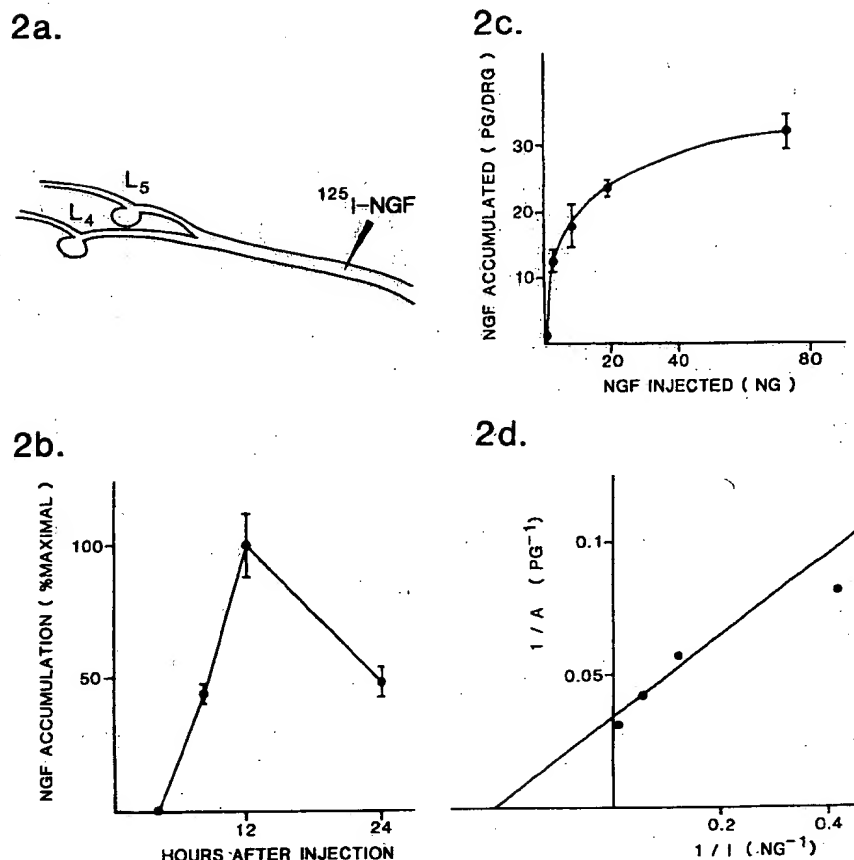 2a.
L5
L4
125I-NGF
2c.
NGF ACCUMULATED ( PG/DRG )
30
20
10
20
40
80
NGF INJECTED ( NG )
2b.
NGF ACCUMULATION ( %MAXIMAL )
100
50
12
24
HOURS AFTER INJECTION
2d.
1 / A ( PG-1 )
0.1
0.05
0.2
0.4
1 / I ( NG-1 )